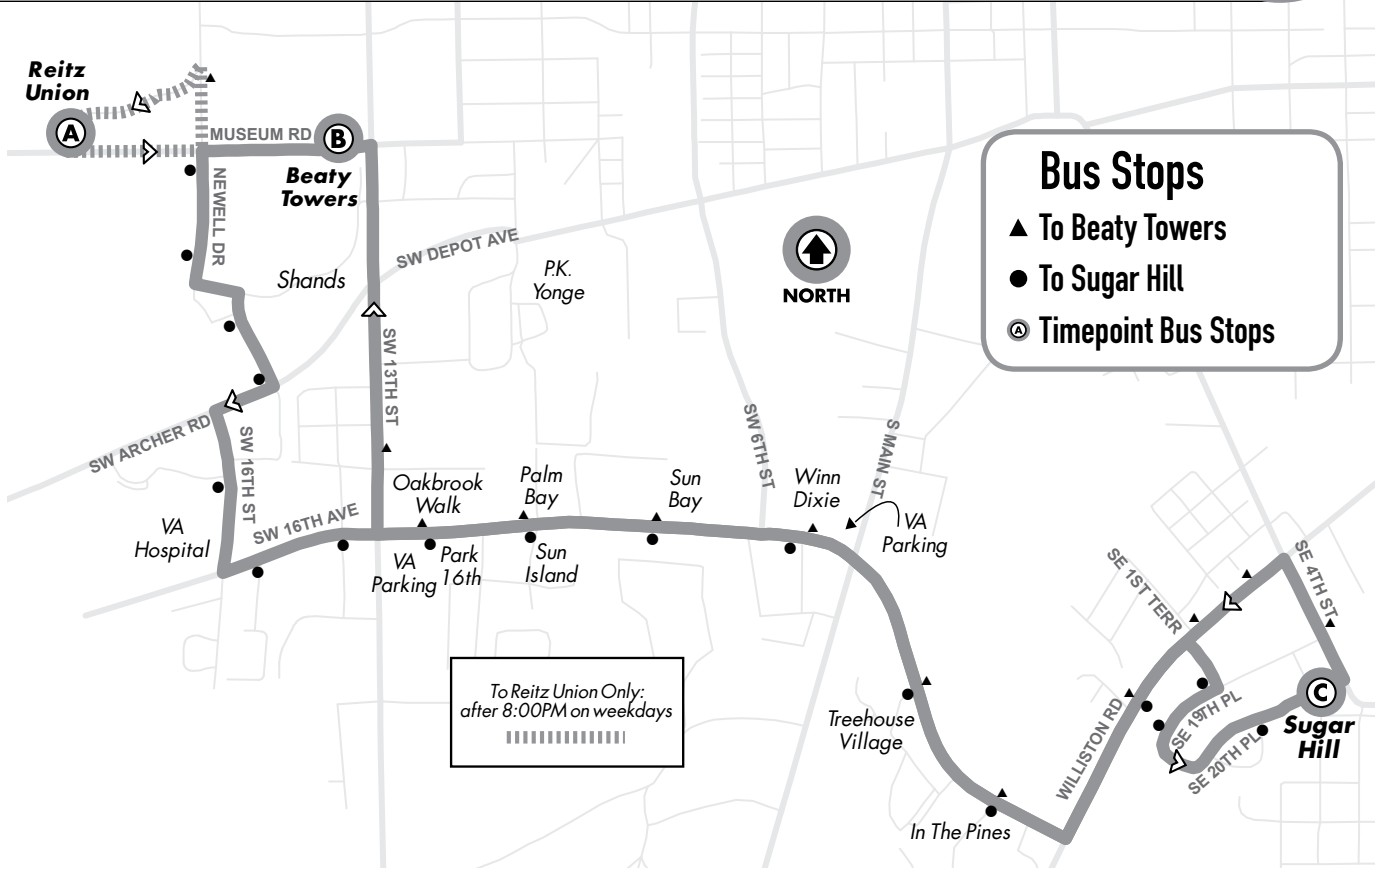 Reitz
Union
A
MUSEUM RD
B
Beaty
Towers
NEWELL DR
Shands
SW DEPOT AVE
P.K.
Yonge
NORTH
Bus Stops
To Beaty Towers
To Sugar Hill
A
Timepoint Bus Stops
SW 13TH ST
SW ARCHER RD
SW 16TH ST
SW 6TH ST
S MAIN ST
Oakbrook
Walk
Palm
Bay
Sun
Bay
Winn
Dixie
VA
Parking
VA
Hospital
SW 16TH AVE
VA
Parking
Park
16th
Sun
Island
SE 1ST TERR
SE 4TH ST
To Reitz Union Only:
after 8:00PM on weekdays
Treehouse
Village
WILLISTON RD
SE 19TH PL
SE 20TH PL
C
Sugar
Hill
In The Pines